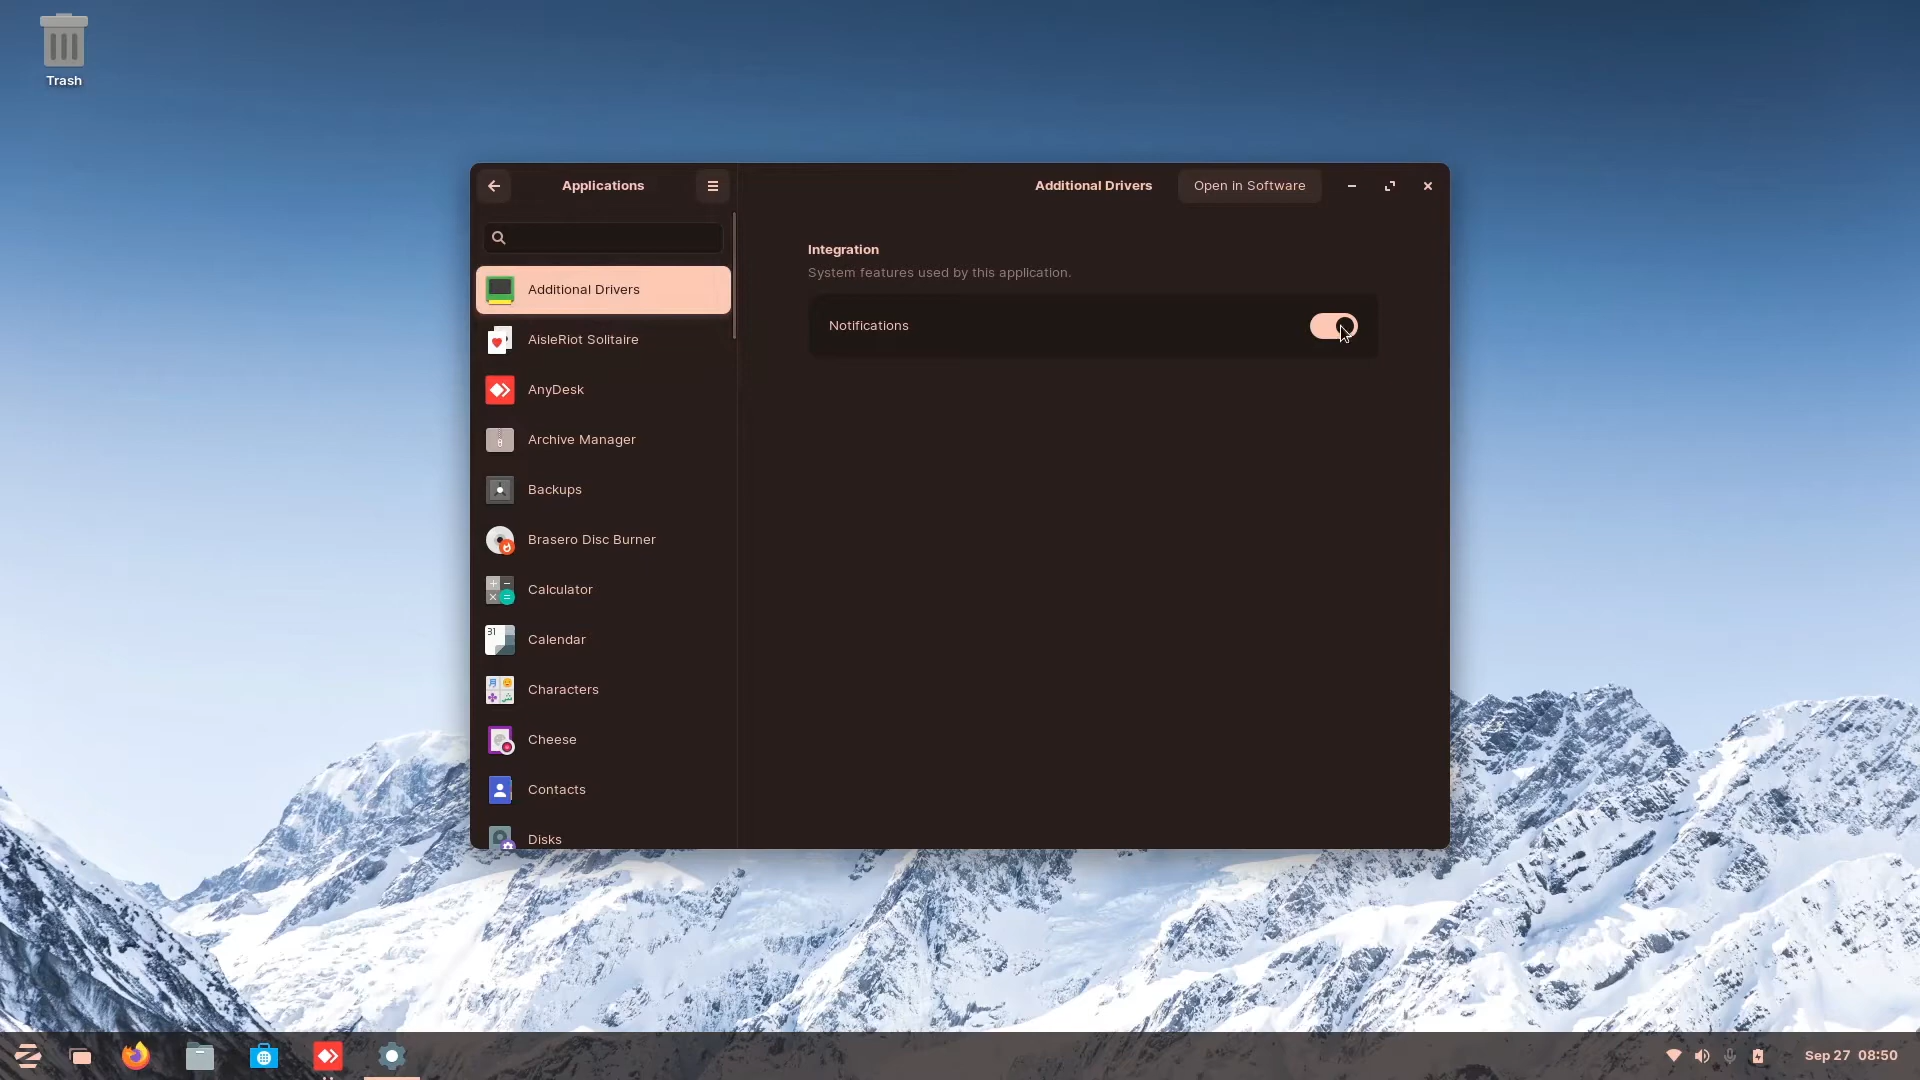 Trash
Applications
Additional Drivers
Open in Software
Integration
System features used by this application.
Notifications
Additional Drivers
AisleRiot Solitaire
AnyDesk
Archive Manager
Backups
Brasero Disc Burner
Calculator
31
Calendar
Characters
Cheese
Contacts
Disks
Sep 27 08:50